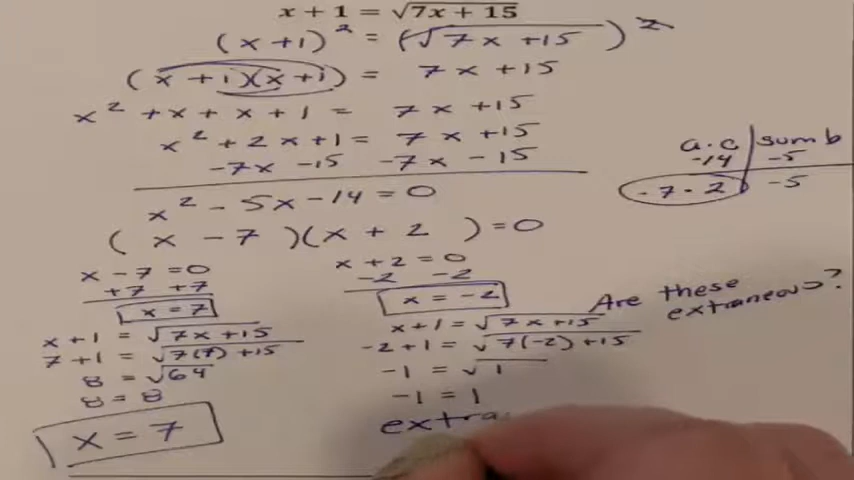 x + 1 = √7x + 15
(x +1)² = (√7x +15)²
(x +1)(x +1) = 7x +15
x² + x + x + 1 = 7x +15
x² + 2x +1 = 7x +15
-7x -15 -7x -15
x² - 5x -14 = 0
(x - 7)(x + 2) = 0
a.c | sum b
-14 | -5
-7 · 2 | -5
x - 7 = 0
+7 +7
x = 7
x +1 = √7x +15
7 +1 = √7(7) +15
8 = √64
8 = 8
x = 7
x + 2 = 0
-2 -2
x = -2
x +1 = √7x +15
-2 +1 = √7(-2) +15
-1 = √1
-1 = 1
extra
Are these
extraneous?